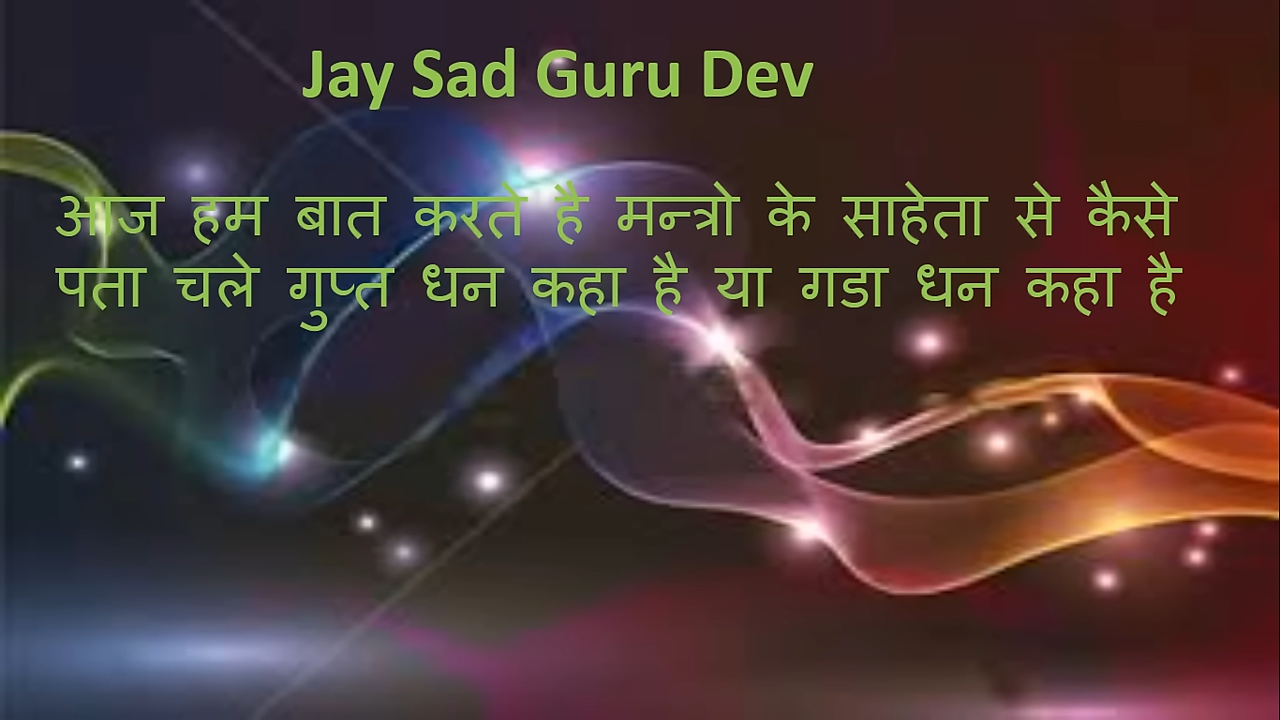 Jay Sad Guru Dev
आज हम बात करते है मन्त्रो के साहेता से कैसे
पता चले गुप्त धन कहा है या गडा धन कहा है